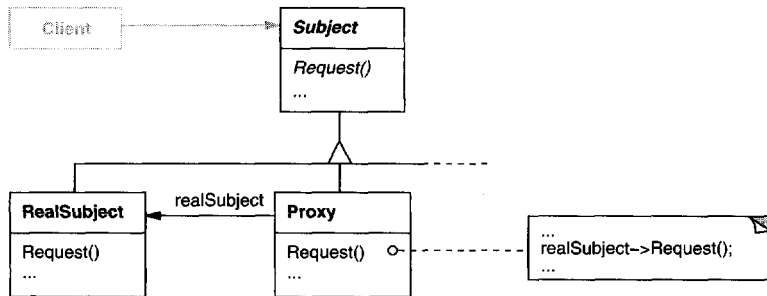 Client
Subject
Request()
...
realSubject
RealSubject
Request()
...
Proxy
Request()
...
...
realSubject->Request();
...